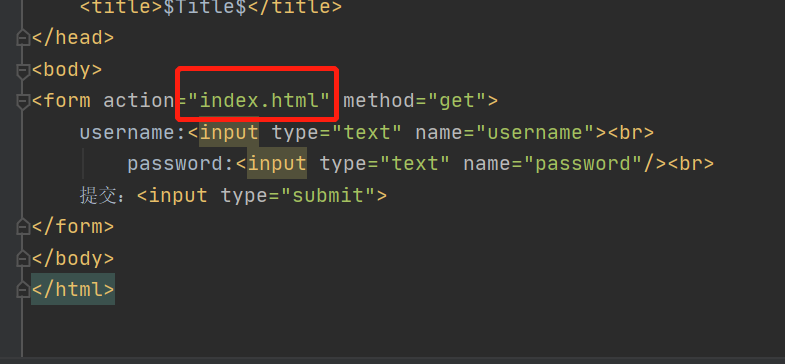 <title>$Title$</title>
</head>
<body>
<form action="index.html" method="get">
username:<input type="text" name="username"><br>
password:<input type="text" name="password"/><br>
提交：<input type="submit">
</form>
</body>
</html>